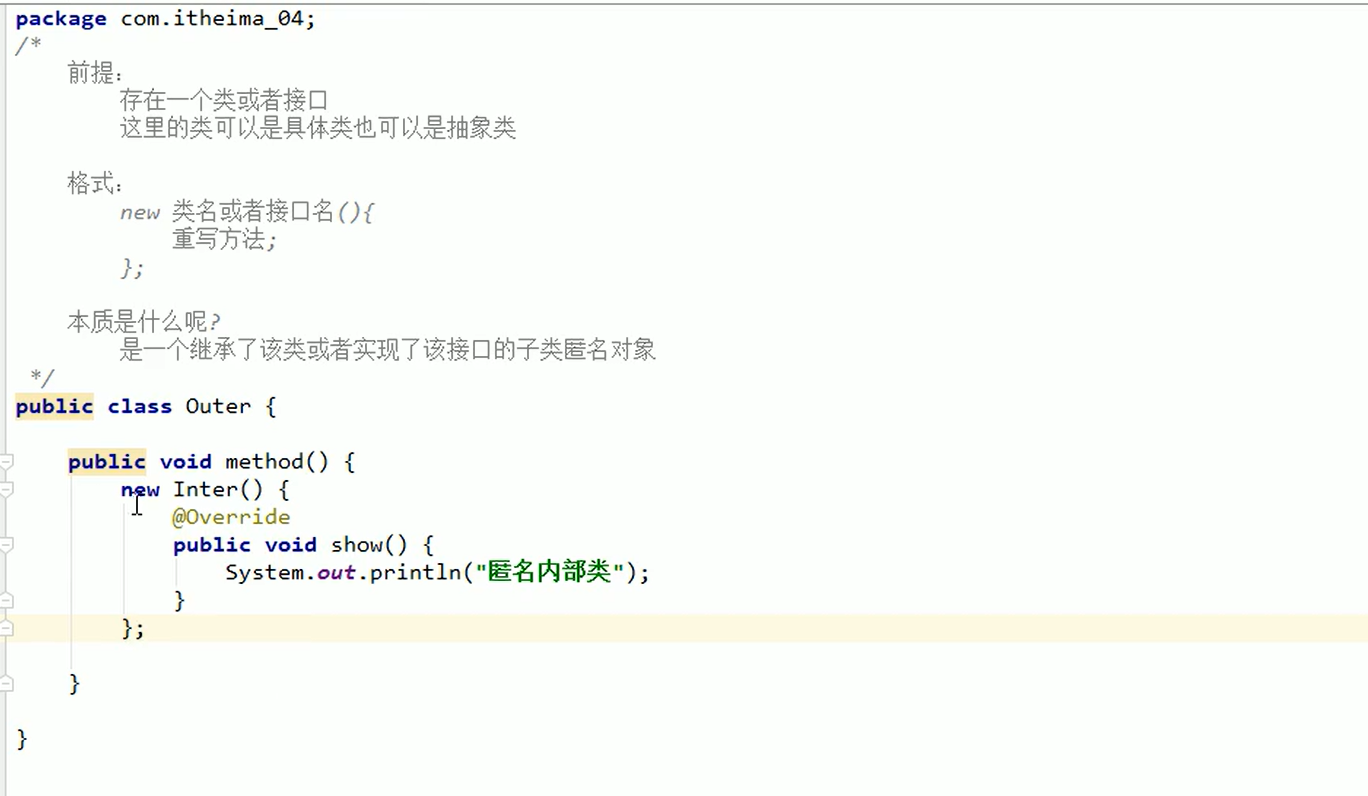 package com.itheima_04;
/*
前提:
存在一个类或者接口
这里的类可以是具体类也可以是抽象类
格式:
new 类名或者接口名(){
重写方法;
};
本质是什么呢?
是一个继承了该类或者实现了该接口的子类匿名对象
*/
public class Outer {
public void method() {
new Inter() {
@Override
public void show() {
System.out.println("匿名内部类");
}
};
}
}